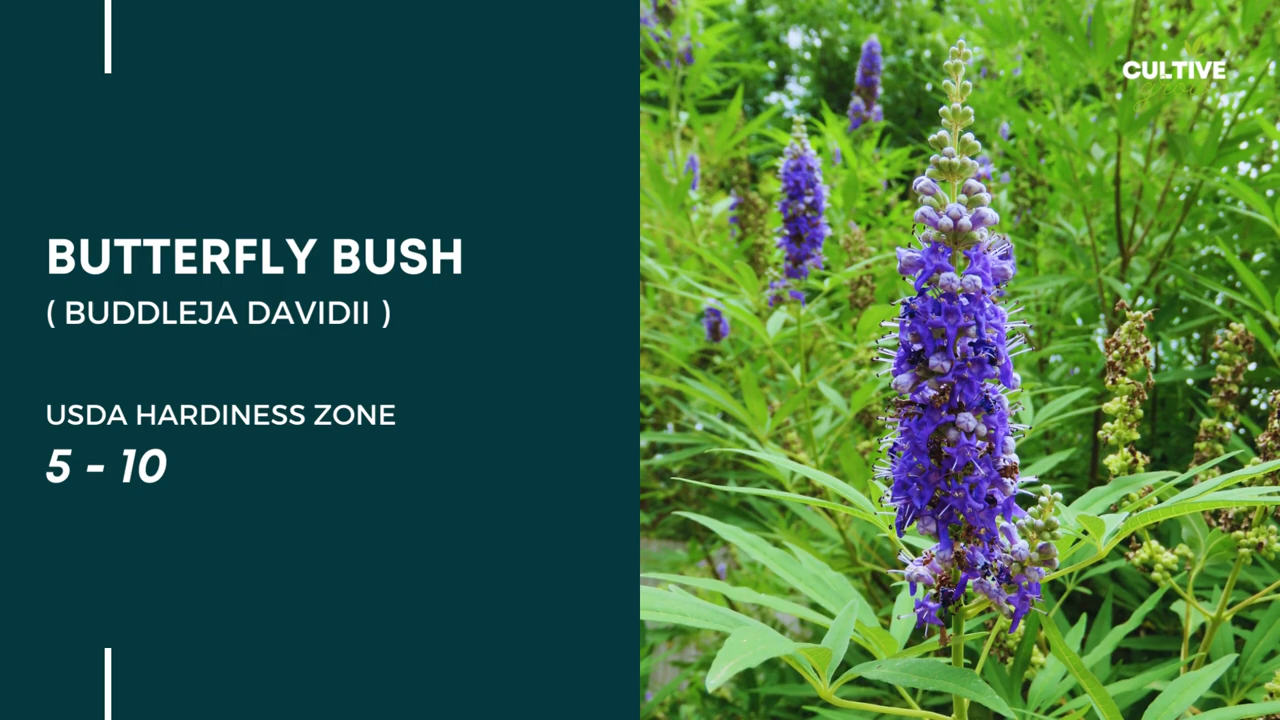 BUTTERFLY BUSH
( BUDDLEJA DAVIDII )
USDA HARDINESS ZONE
5 - 10
CULTIVE